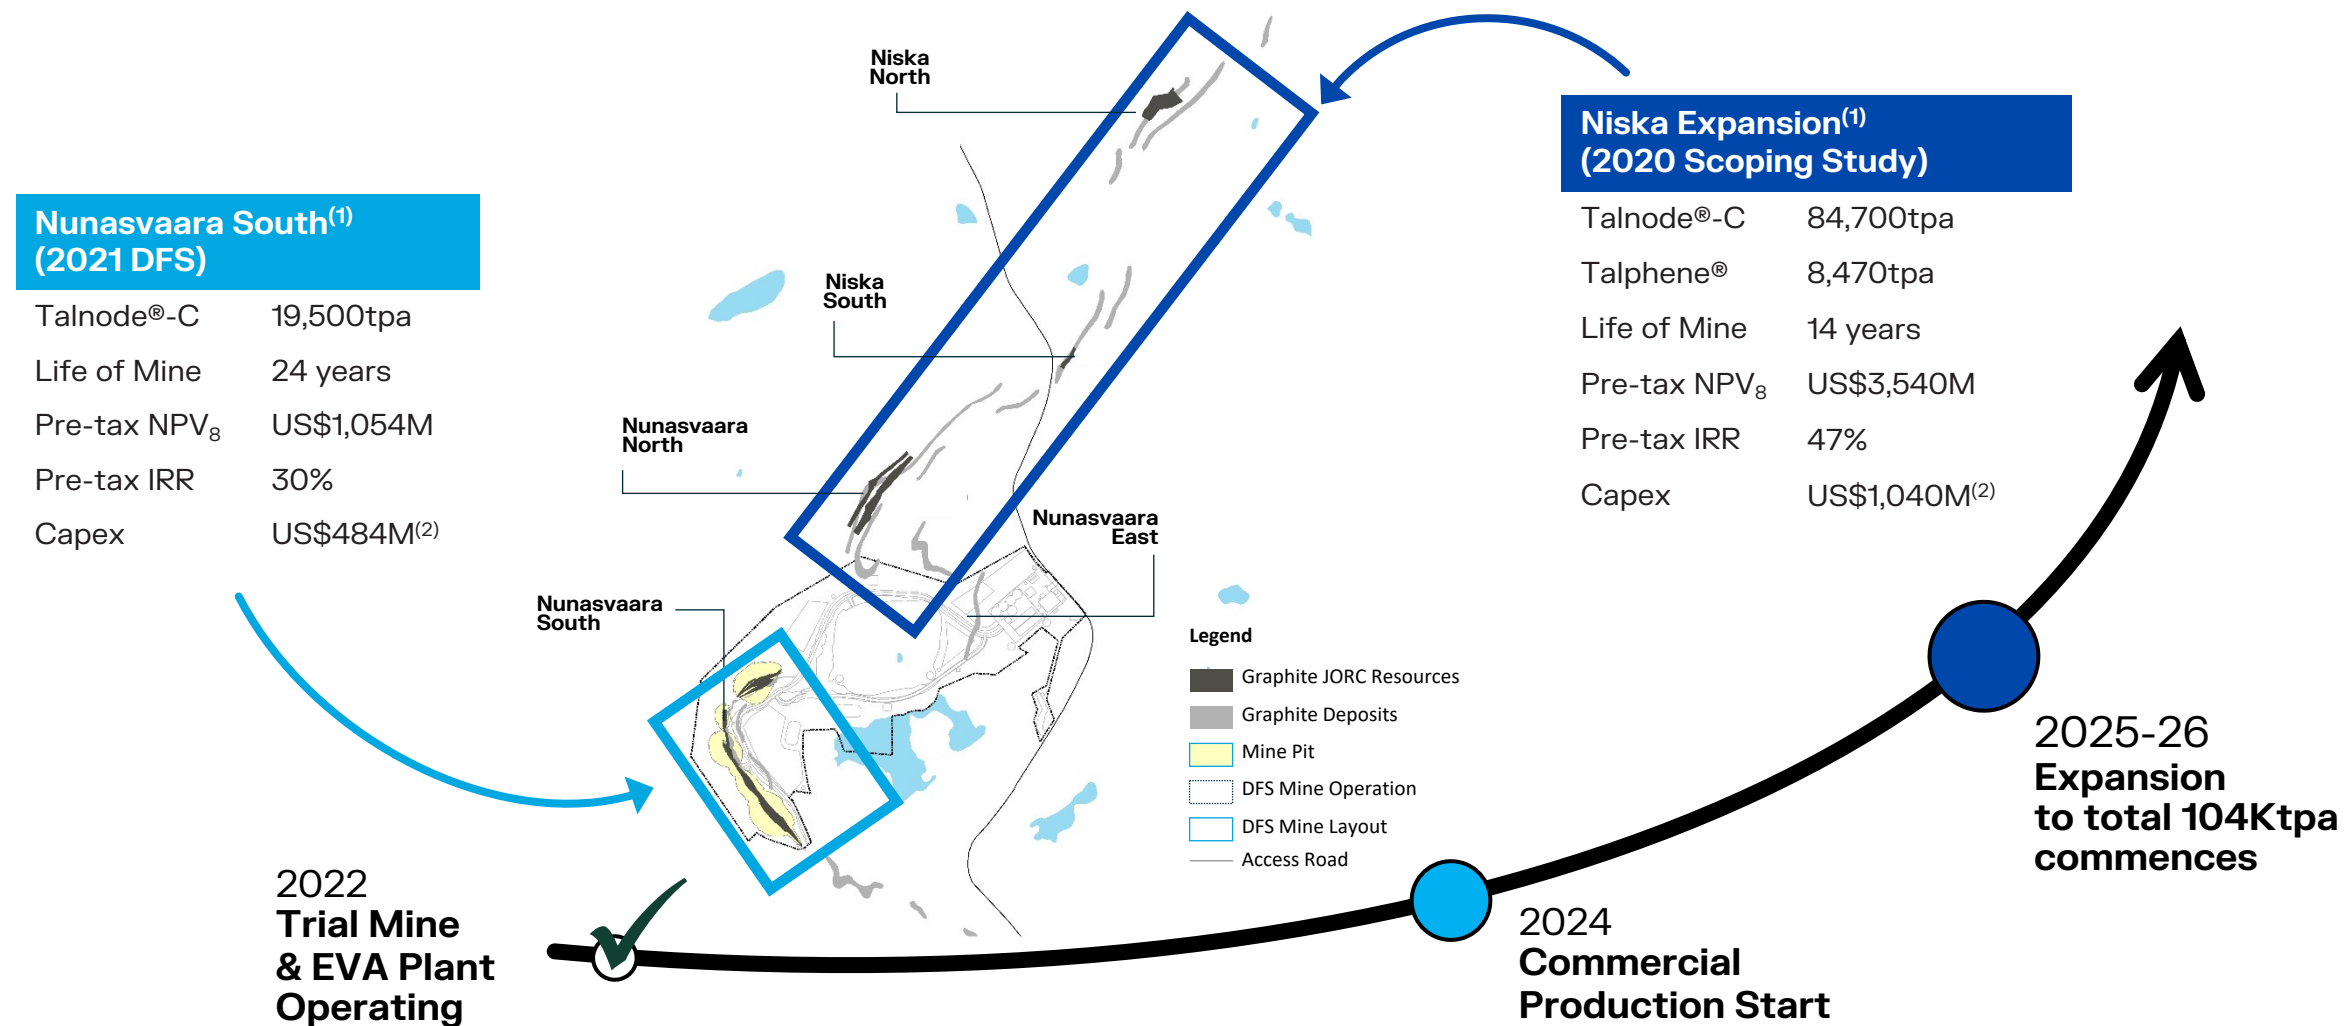 Nunasvaara South(1)
(2021 DFS)
Talnode®-C 19,500tpa
Life of Mine 24 years
Pre-tax NPV8 US$1,054M
Pre-tax IRR 30%
Capex US$484M(2)
Niska
North
Niska
South
Nunasvaara
North
Nunasvaara
East
Nunasvaara
South
Legend
Graphite JORC Resources
Graphite Deposits
Mine Pit
DFS Mine Operation
DFS Mine Layout
Access Road
Niska Expansion(1)
(2020 Scoping Study)
Talnode®-C 84,700tpa
Talphene® 8,470tpa
Life of Mine 14 years
Pre-tax NPV8 US$3,540M
Pre-tax IRR 47%
Capex US$1,040M(2)
2022
Trial Mine
& EVA Plant
Operating
2024
Commercial
Production Start
2025-26
Expansion
to total 104Ktpa
commences